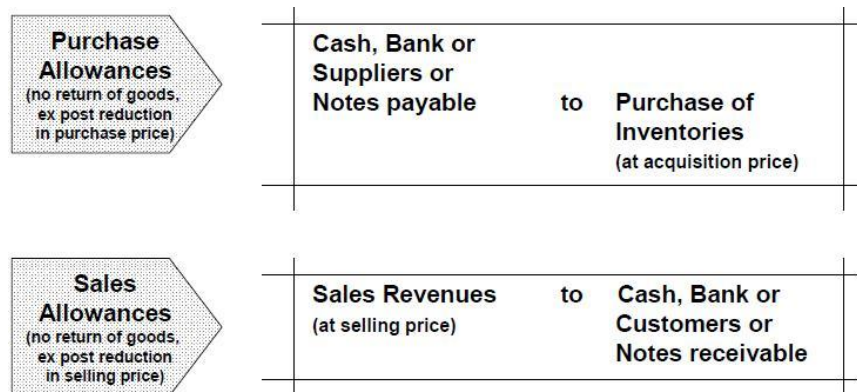 Purchase
Allowances
(no return of goods,
ex post reduction
in purchase price)
Cash, Bank or
Suppliers or
Notes payable to Purchase of
Inventories
(at acquisition price)
Sales
Allowances
(no return of goods,
ex post reduction
in selling price)
Sales Revenues to Cash, Bank or
(at selling price) Customers or
Notes receivable